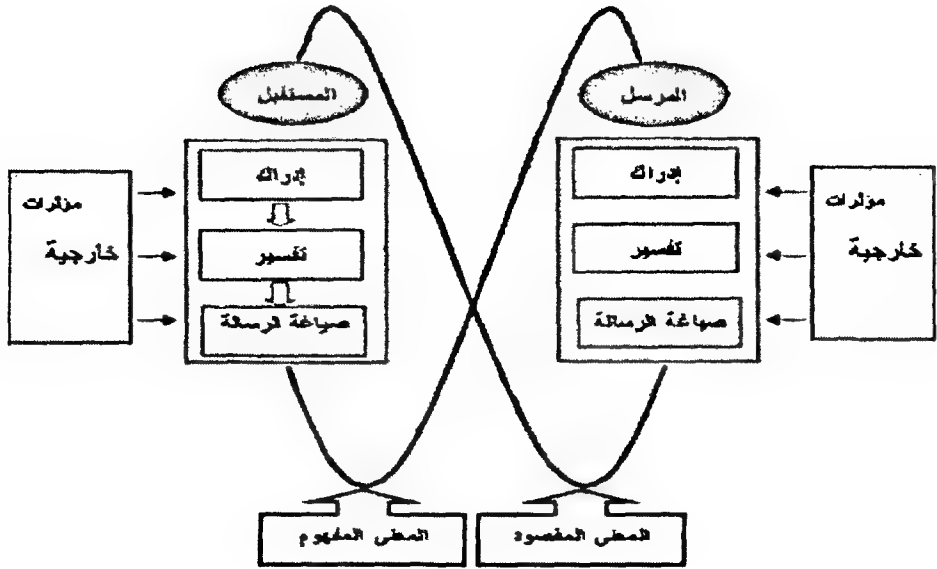 المرسل
المستقبل
إدراك
تفسير
صياغة الرسالة
مؤثرات
خارجية
إدراك
تفسير
صياغة الرسالة
مؤثرات
خارجية
المعنى المقصود
المعنى المفهوم